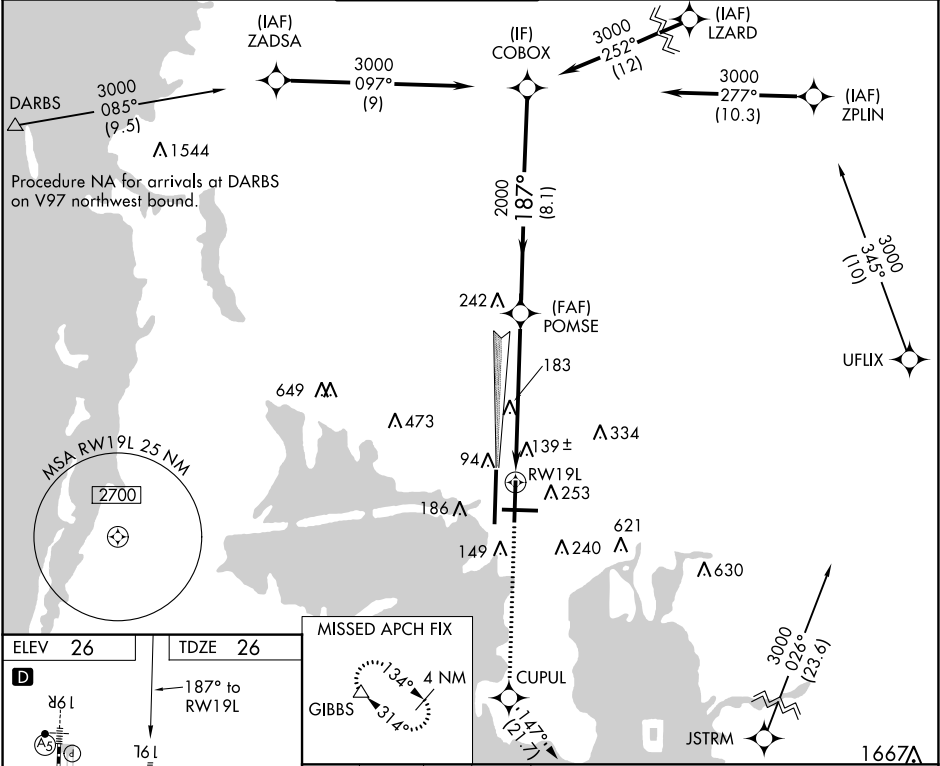 (IAF)
ZADSA
(IF)
COBOX
(IAF)
LZARD
3000
252°
(12)
3000
097°
(9)
3000
277°
(10.3)
(IAF)
ZPLIN
DARBS
3000
085°
(9.5)
1544
Procedure NA for arrivals at DARBS
on V97 northwest bound.
2000
187°
(8.1)
3000
345°
(10)
242
(FAF)
POMSE
UFLIX
183
649
473
334
139 ±
94
RW19L
253
MSA RW19L 25 NM
2700
186
149
240
621
630
MISSED APCH FIX
134°
4 NM
GIBBS
314°
CUPUL
147°
(21.7)
3000
026°
(23.6)
JSTRM
1667
ELEV 26
TDZE 26
D
187° to
RW19L
19R
A5
P
19L